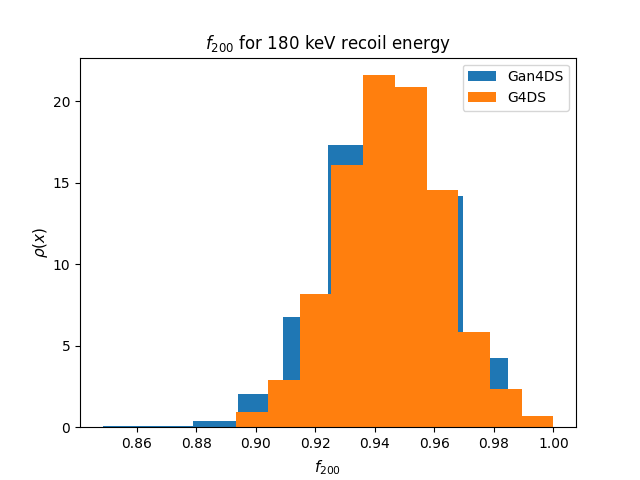 f₂₀₀ for 180 keV recoil energy
Gan4DS
G4DS
ρ(x)
20
15
10
5
0
0.86 0.88 0.90 0.92 0.94 0.96 0.98 1.00
f₂₀₀